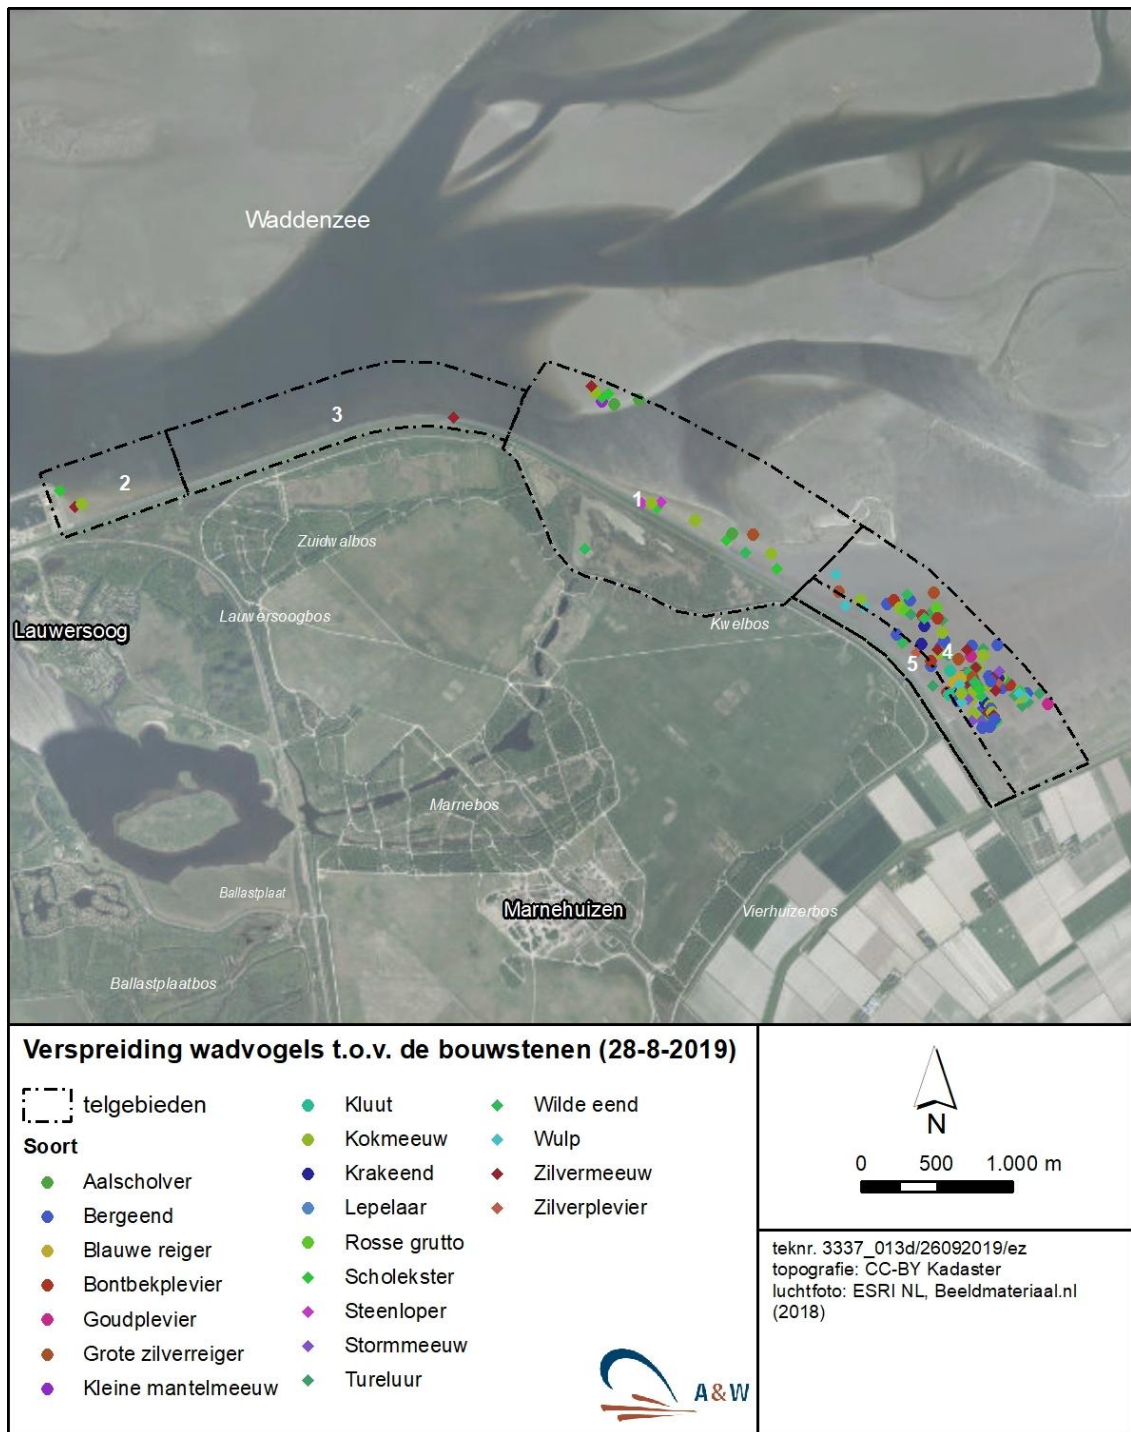 Waddenzee
3
2
1
Zuidwalbos
Lauwersoogbos
Kwelbos
Lauwersoog
4
5
Marnebos
Ballastplaat
Marnehuizen
Vierhuizerbos
Ballastplaatbos
Verspreiding wadvogels t.o.v. de bouwstenen (28-8-2019)
telgebieden
Soort
Aalscholver
Bergeend
Blauwe reiger
Bontbekplevier
Goudplevier
Grote zilverreiger
Kleine mantelmeeuw
Kluut
Kokmeeuw
Krakeend
Lepelaar
Rosse grutto
Scholekster
Steenloper
Stormmeeuw
Tureluur
Wilde eend
Wulp
Zilvermeeuw
Zilverplevier
A&W
N
0 500 1.000 m
teknr. 3337_013d/26092019/ez
topografie: CC-BY Kadaster
luchtfoto: ESRI NL, Beeldmateriaal.nl
(2018)